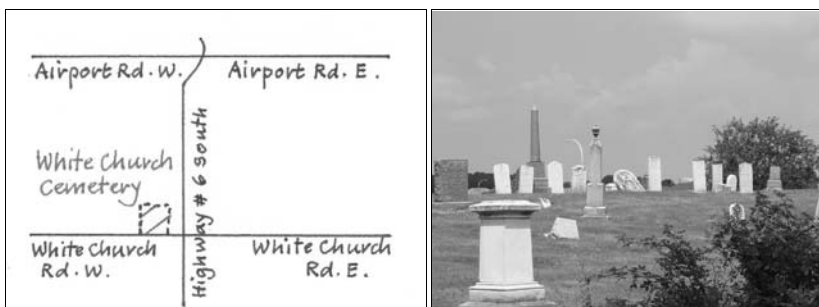 Airport Rd. W.
Airport Rd. E.
White Church
Cemetery
Highway # 6 South
White Church
Rd. W.
White Church
Rd. E.